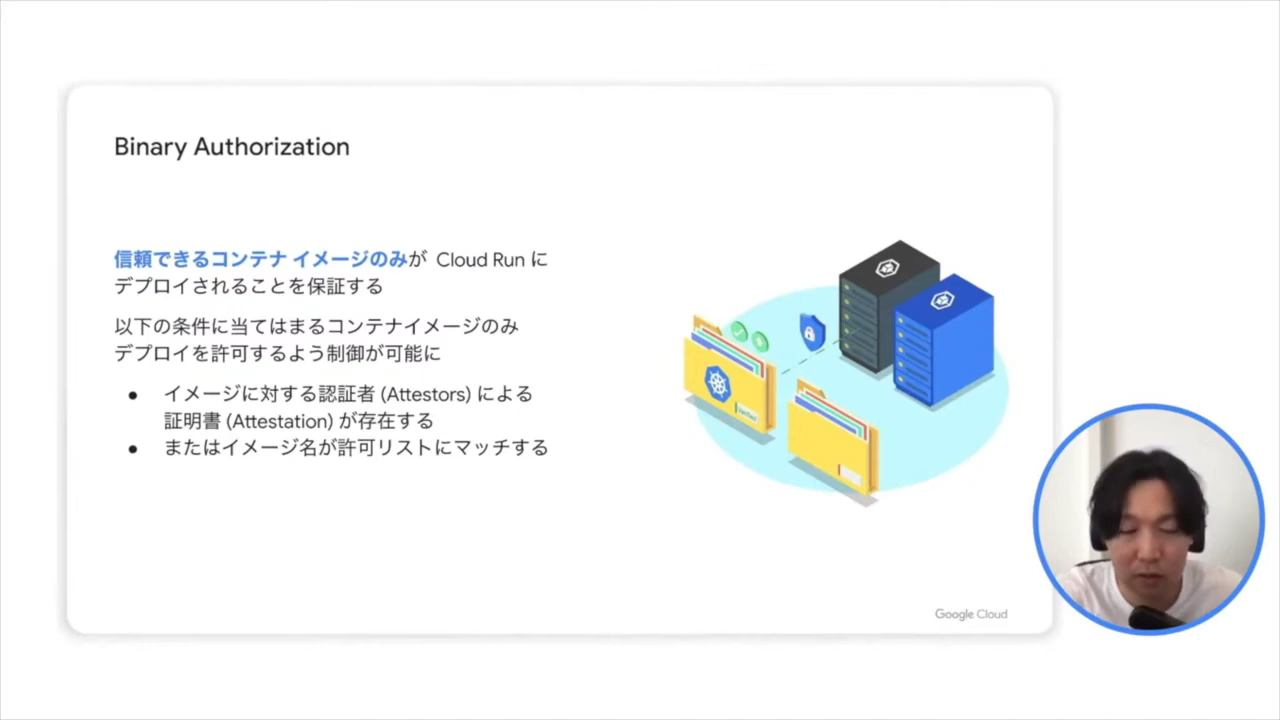 Binary Authorization
信頼できるコンテナ イメージのみが Cloud Run に
デプロイされることを保証する
以下の条件に当てはまるコンテナイメージのみ
デプロイを許可するよう制御が可能に
● イメージに対する認証者 (Attestors) による
証明書 (Attestation) が存在する
● またはイメージ名が許可リストにマッチする
Google Cloud